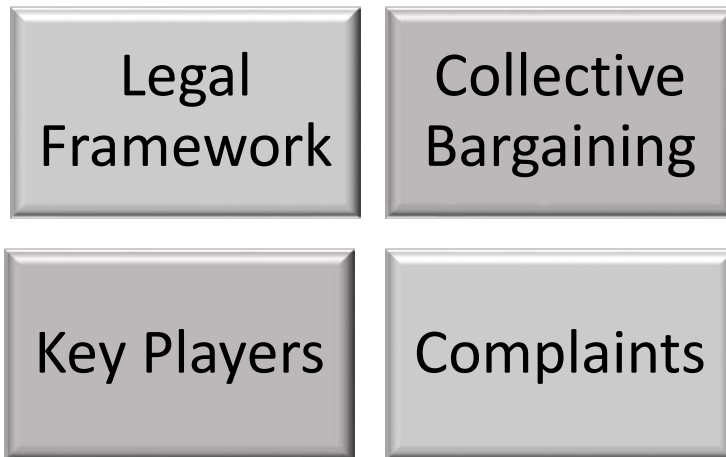 Legal
Framework
Collective
Bargaining
Key Players
Complaints